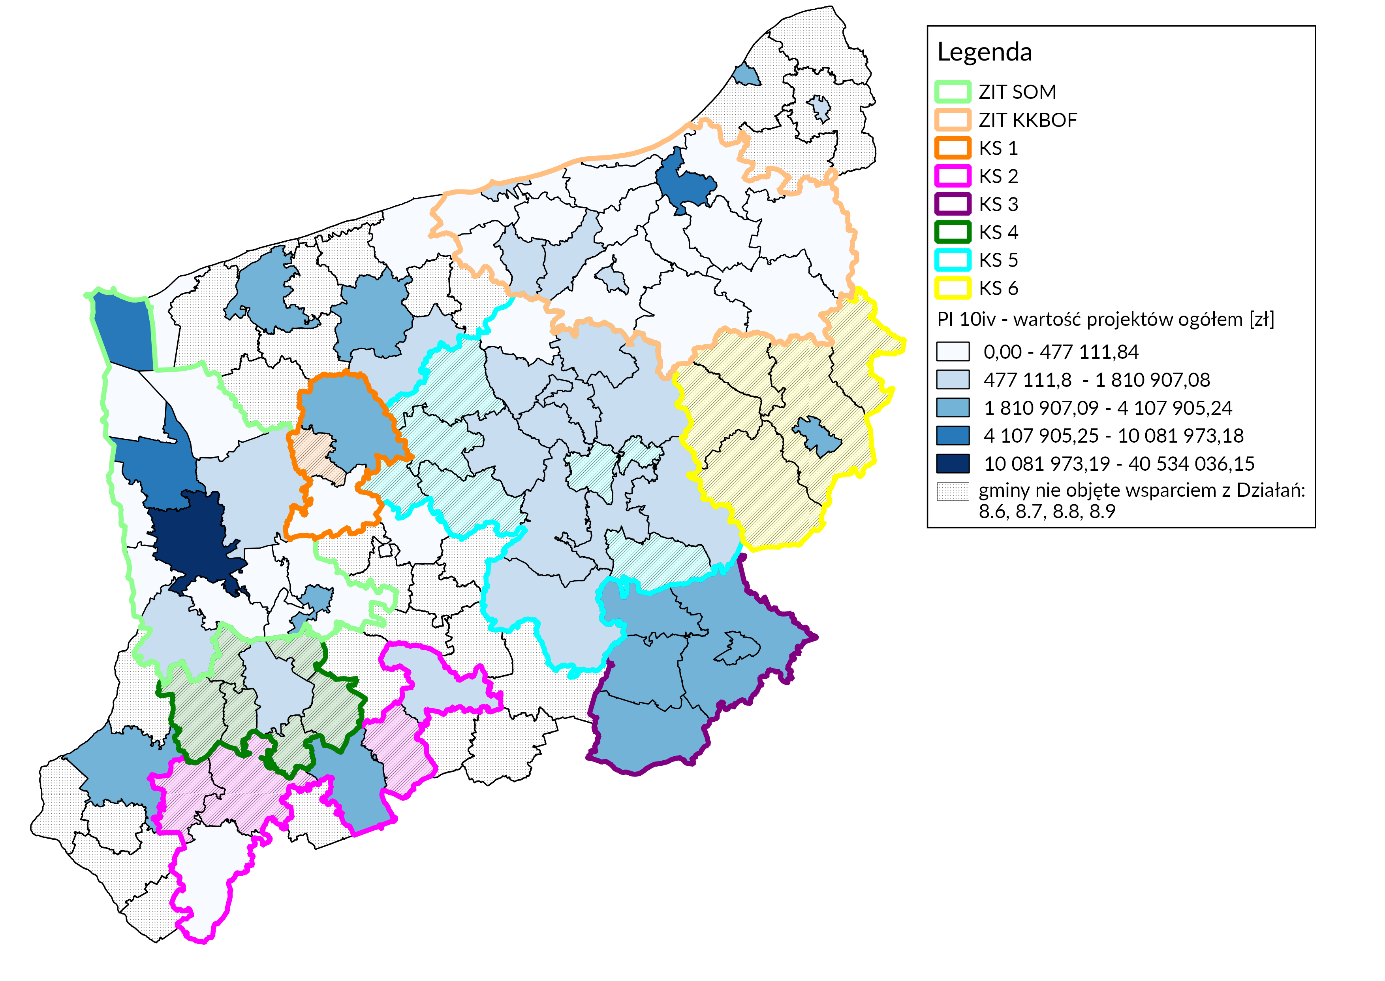 Legenda
ZIT SOM
ZIT KKBOF
KS 1
KS 2
KS 3
KS 4
KS 5
KS 6
PI 10iv - wartość projektów ogółem [zł]
0,00 - 477 111,84
477 111,8 - 1 810 907,08
1 810 907,09 - 4 107 905,24
4 107 905,25 - 10 081 973,18
10 081 973,19 - 40 534 036,15
gminy nie objęte wsparciem z Działań:
8.6, 8.7, 8.8, 8.9